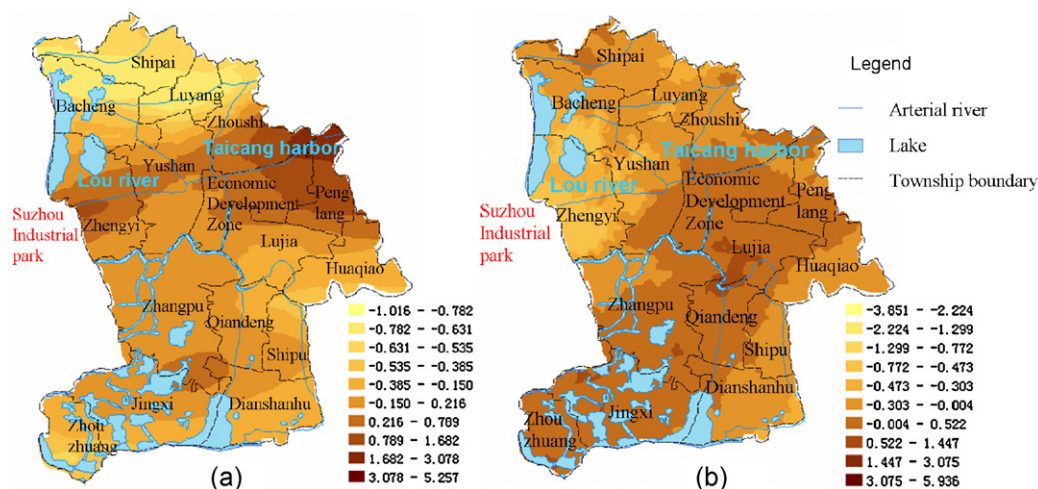 Shipai
Bacheng
Luyang
Zhoushi
Taicang harbor
Yushan
Lou river
Economic
Development
Zone
Peng
lang
Suzhou
Industrial
park
Zhengyi
Lujia
Huaqiao
Zhangpu
Qiandeng
Shipu
Jingxi
Dianshanhu
Zhou
zhuang
(a)
-1.016 - -0.782
-0.782 - -0.631
-0.631 - -0.535
-0.535 - -0.385
-0.385 - -0.150
-0.150 - 0.216
0.216 - 0.789
0.789 - 1.682
1.682 - 3.078
3.078 - 5.257
Shipai
Bacheng
Luyang
Zhoushi
Taicang harbor
Yushan
Lou river
Economic
Development
Zone
Peng
lang
Suzhou
Industrial
park
Zhengyi
Lujia
Huaqiao
Zhangpu
Qiandeng
Shipu
Jingxi
Dianshanhu
Zhou
zhuang
(b)
-3.851 - -2.224
-2.224 - -1.299
-1.299 - -0.772
-0.772 - -0.473
-0.473 - -0.303
-0.303 - -0.004
-0.004 - 0.522
0.522 - 1.447
1.447 - 3.075
3.075 - 5.936
Legend
Arterial river
Lake
Township boundary